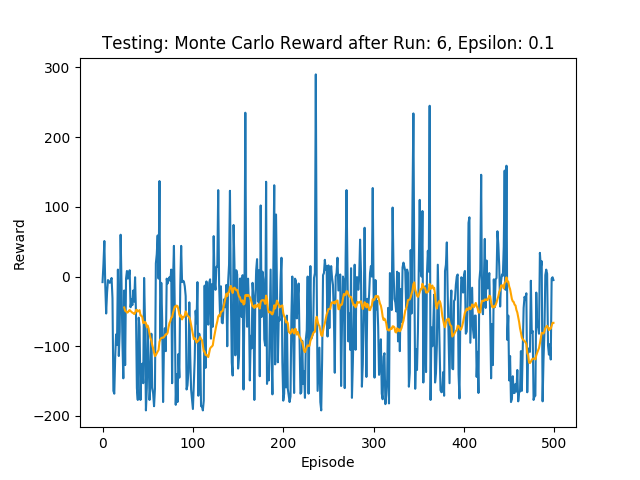 Testing: Monte Carlo Reward after Run: 6, Epsilon: 0.1
300
200
100
0
−100
−200
Reward
0 100 200 300 400 500
Episode